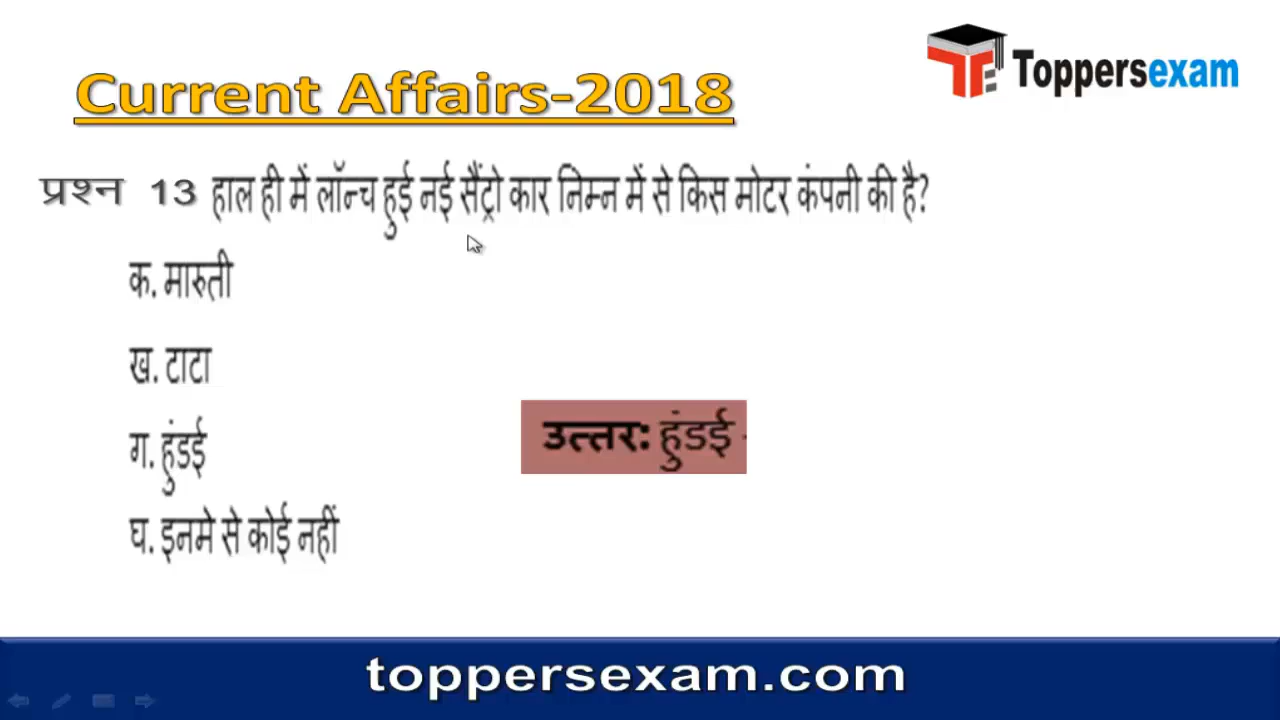 Toppersexam
Current Affairs-2018
प्रश्न 13 हाल ही में लॉन्च हुई नई सैंट्रो कार निम्न में से किस मोटर कंपनी की है?
क. मारुती
ख. टाटा
ग. हुंडई
उत्तर: हुंडई
घ. इनमे से कोई नहीं
toppersexam.com